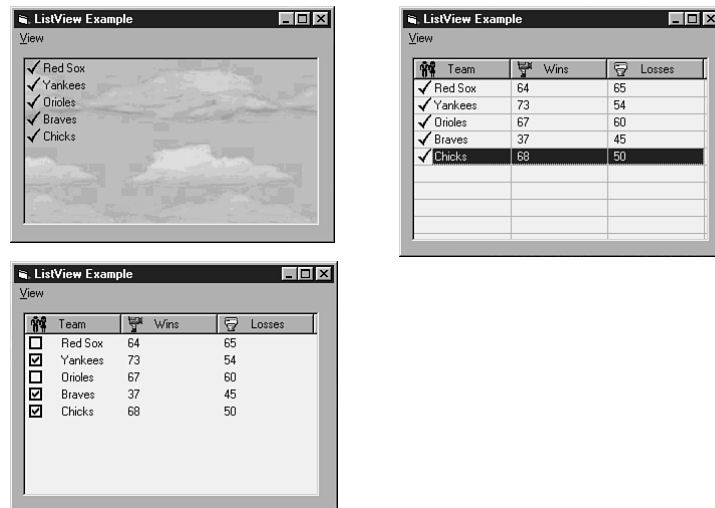 ListView Example
View
Red Sox
Yankees
Orioles
Braves
Chicks
ListView Example
View
Team Wins Losses
Red Sox 64 65
Yankees 73 54
Orioles 67 60
Braves 37 45
Chicks 68 50
ListView Example
View
Team Wins Losses
Red Sox 64 65
Yankees 73 54
Orioles 67 60
Braves 37 45
Chicks 68 50